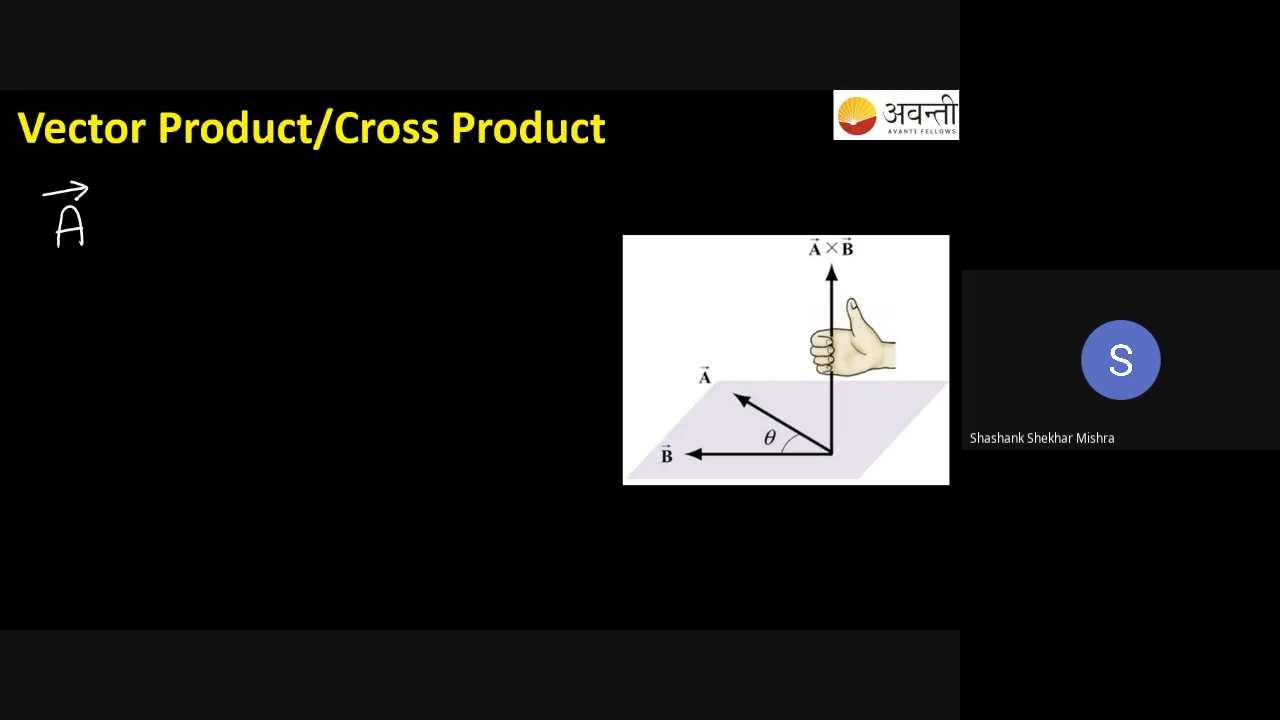 Vector Product/Cross Product
अवन्ती
AVANTI FELLOWS
A⃗
A⃗ × B⃗
A⃗
θ
B⃗
S
Shashank Shekhar Mishra